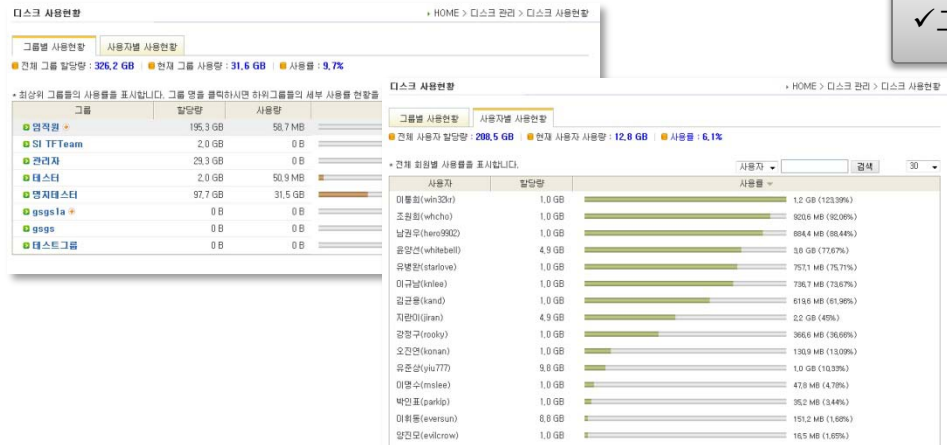 디스크 사용현황
HOME > 디스크 관리 > 디스크 사용현황
그룹별 사용현황 사용자별 사용현황
전체 그룹 할당량 : 326,2 GB 현재 그룹 사용량 : 31,6 GB 사용률 : 9,7%
* 최상위 그룹들의 사용률을 표시합니다. 그룹 명을 클릭하시면 하위그룹들의 세부 사용률 현황을
그룹 할당량 사용량
임직원 195,3 GB 58,7 MB
SI TFTeam 2,0 GB 0 B
관리자 29,3 GB 0 B
테스터 2,0 GB 50,9 MB
명지테스터 97,7 GB 31,5 GB
gsgs1a 0 B 0 B
gsgs 0 B 0 B
테스트그룹 0 B 0 B
디스크 사용현황
HOME > 디스크 관리 > 디스크 사용현황
그룹별 사용현황 사용자별 사용현황
전체 사용자 할당량 : 208,5 GB 현재 사용자 사용량 : 12,8 GB 사용률 : 6,1%
* 전체 회원별 사용률을 표시합니다.
사용자 검색 30
사용자 할당량 사용률
이통희(win32kr) 1,0 GB 1,2 GB (123,39%)
조원희(whcho) 1,0 GB 920,6 MB (92,06%)
남권우(hero9902) 1,0 GB 884,4 MB (88,44%)
윤양선(whitebell) 4,9 GB 3,8 GB (77,67%)
유병완(starlove) 1,0 GB 757,1 MB (75,71%)
이규남(knlee) 1,0 GB 736,7 MB (73,67%)
김균용(kand) 1,0 GB 619,6 MB (61,96%)
지란이(jiran) 4,9 GB 2,2 GB (45%)
강정구(rooky) 1,0 GB 366,6 MB (36,66%)
오진연(konan) 1,0 GB 130,9 MB (13,09%)
유준상(yiu777) 9,8 GB 1,0 GB (10,39%)
이명수(mslee) 1,0 GB 47,8 MB (4,78%)
박인표(parkip) 1,0 GB 35,2 MB (3,44%)
이휘동(eversun) 8,8 GB 151,2 MB (1,68%)
양진모(evilcrow) 1,0 GB 16,5 MB (1,65%)